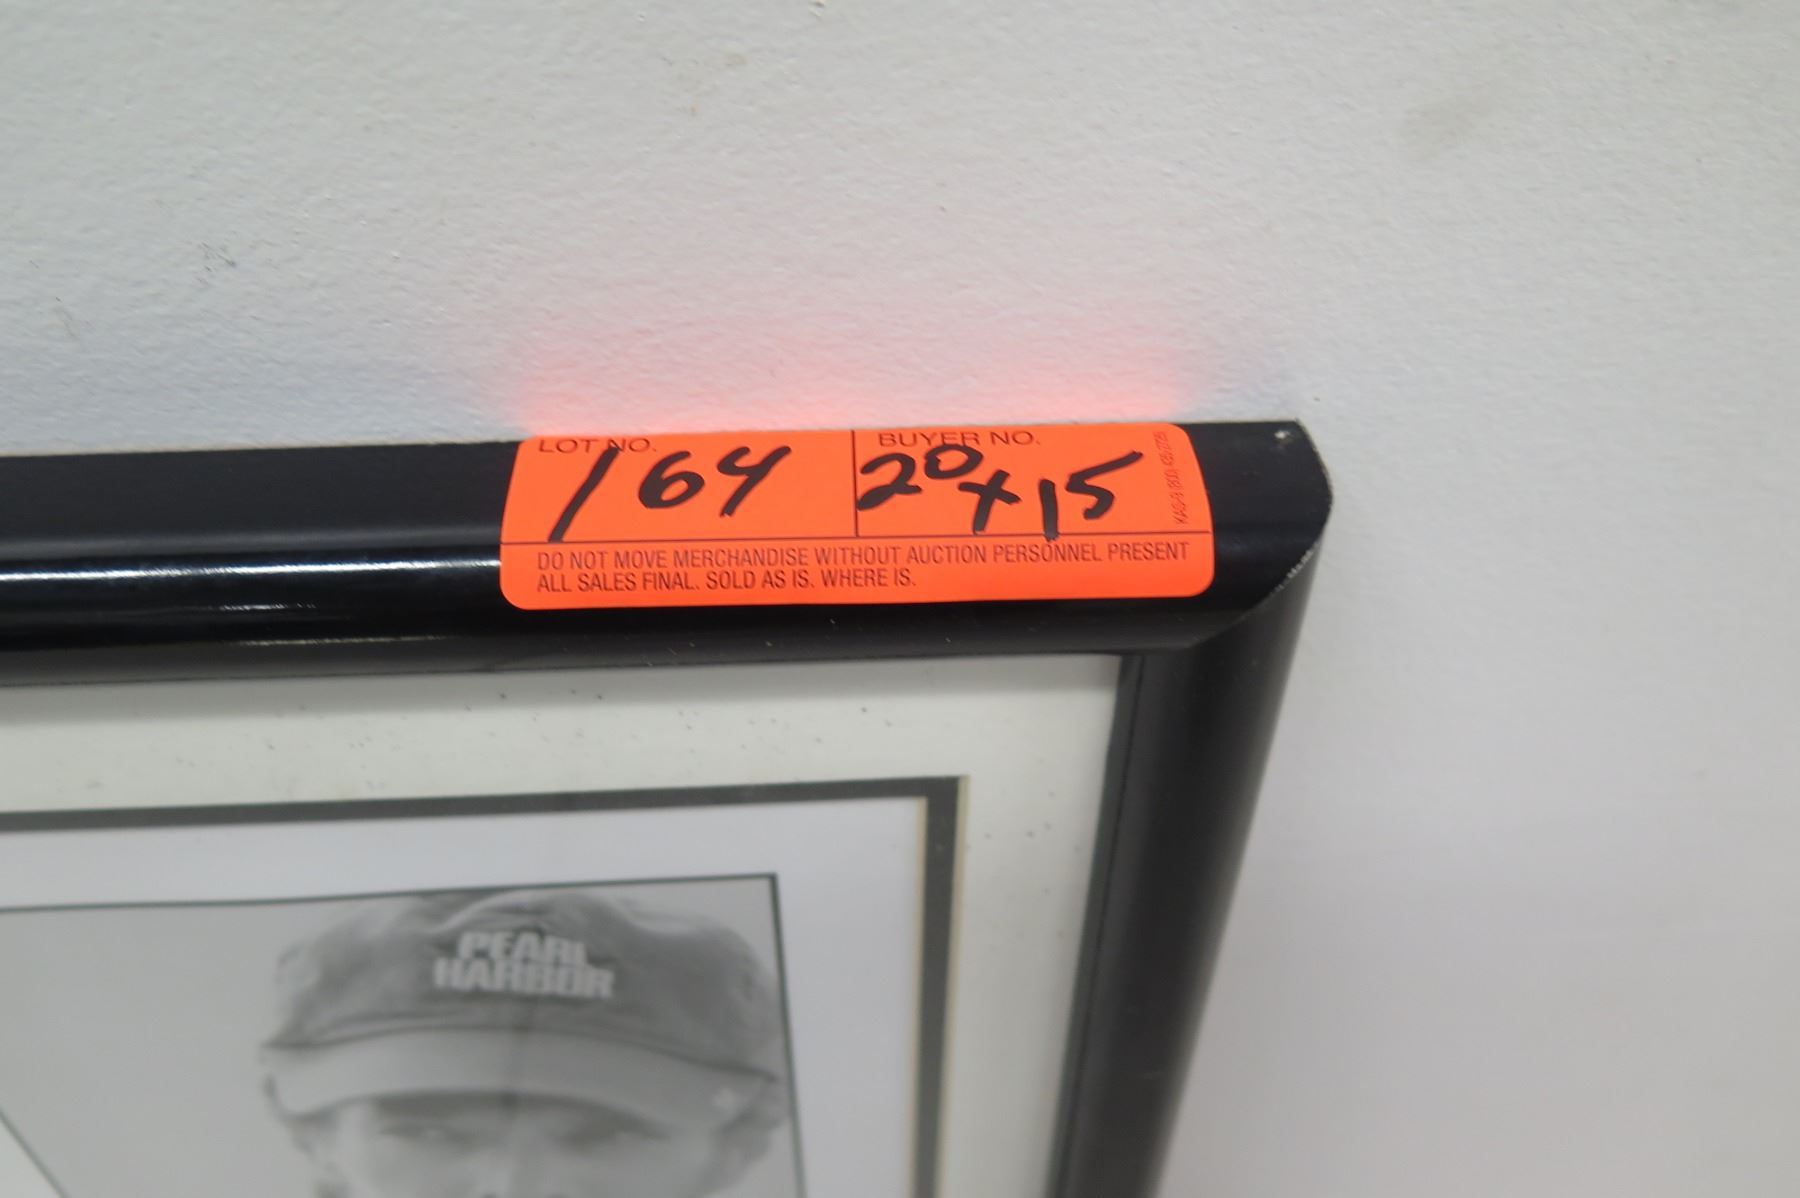 LOT NO.
164
BUYER NO.
20x15
DO NOT MOVE MERCHANDISE WITHOUT AUCTION PERSONNEL PRESENT
ALL SALES FINAL. SOLD AS IS. WHERE IS.
PEARL
HARBOR